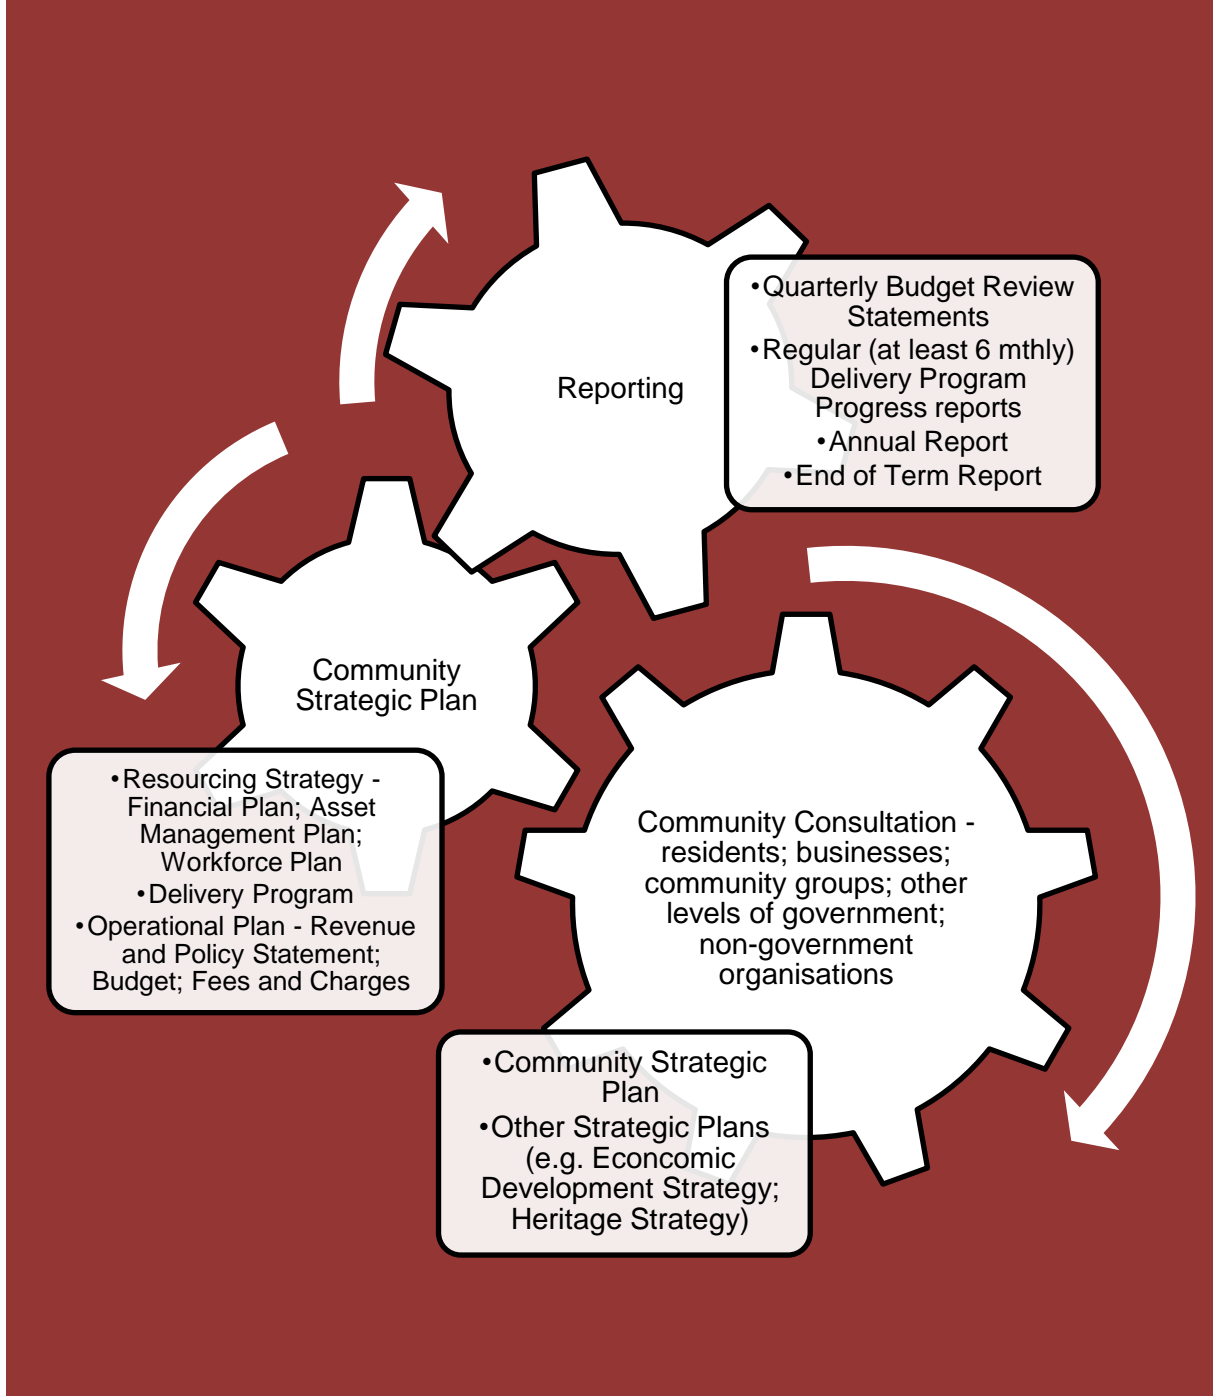 Reporting
•Quarterly Budget Review
Statements
•Regular (at least 6 mthly)
Delivery Program
Progress reports
•Annual Report
•End of Term Report
Community
Strategic Plan
•Resourcing Strategy -
Financial Plan; Asset
Management Plan;
Workforce Plan
•Delivery Program
•Operational Plan - Revenue
and Policy Statement;
Budget; Fees and Charges
Community Consultation -
residents; businesses;
community groups; other
levels of government;
non-government
organisations
•Community Strategic
Plan
•Other Strategic Plans
(e.g. Econcomic
Development Strategy;
Heritage Strategy)